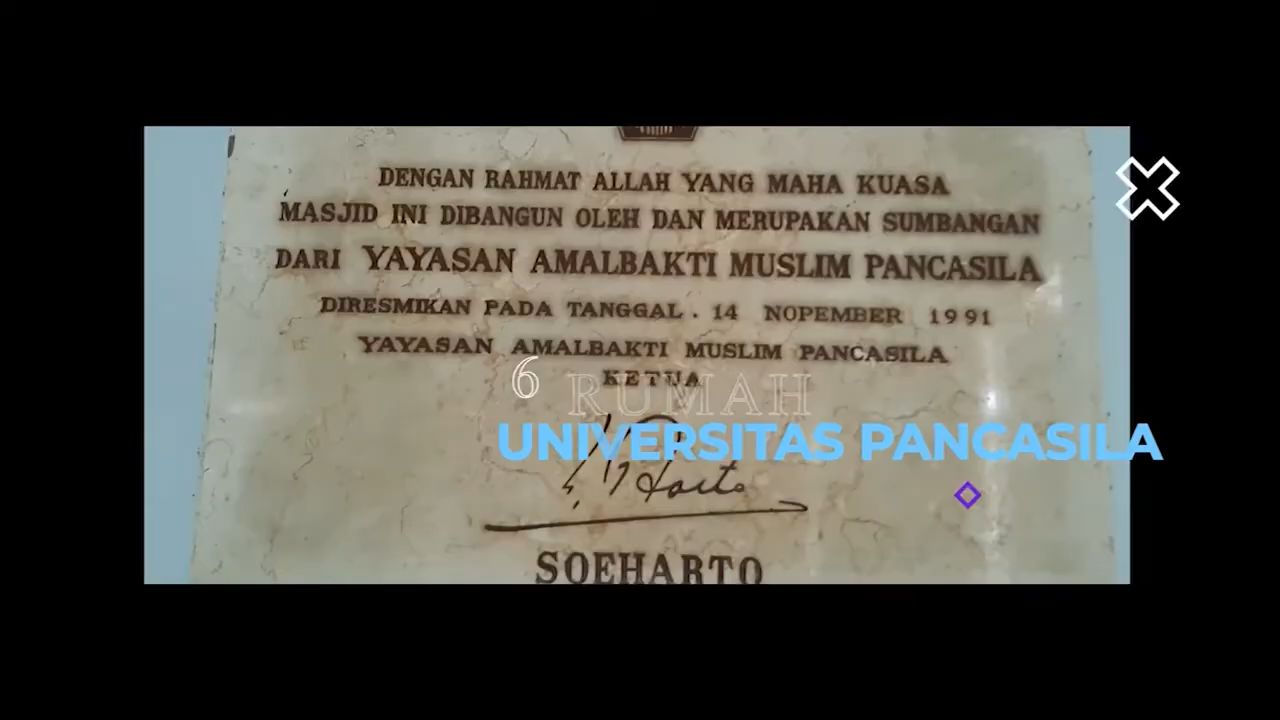 DENGAN RAHMAT ALLAH YANG MAHA KUASA
MASJID INI DIBANGUN OLEH DAN MERUPAKAN SUMBANGAN
DARI YAYASAN AMALBAKTI MUSLIM PANCASILA
DIRESMIKAN PADA TANGGAL . 14 NOPEMBER 1991
YAYASAN AMALBAKTI MUSLIM PANCASILA
KETUA
6 RUMAH
UNIVERSITAS PANCASILA
SOEHARTO